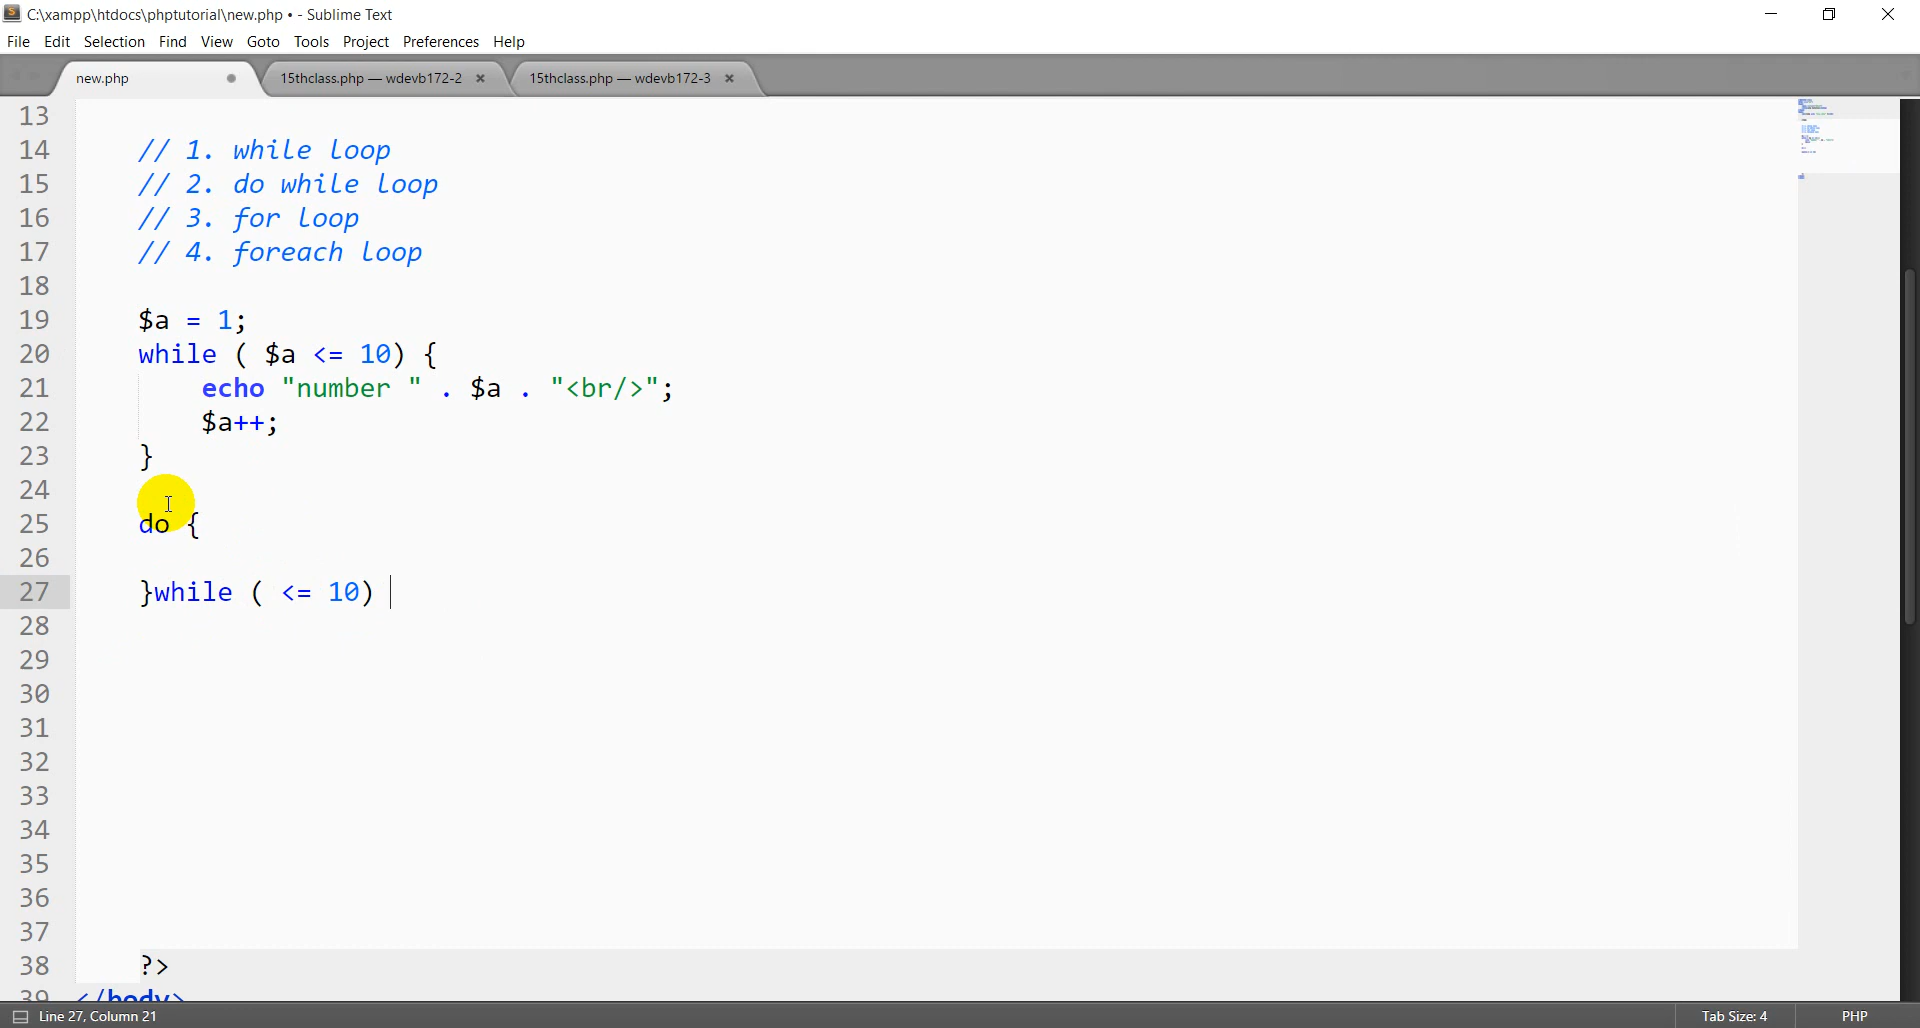 C:\xampp\htdocs\phptutorial\new.php • - Sublime Text
File Edit Selection Find View Goto Tools Project Preferences Help
new.php 15thclass.php — wdevb172-2 15thclass.php — wdevb172-3
13
14 // 1. while loop
15 // 2. do while loop
16 // 3. for loop
17 // 4. foreach loop
18
19 $a = 1;
20 while ( $a <= 10) {
21 echo "number " . $a . "<br/>";
22 $a++;
23 }
24
25 do {
26
27 }while ( <= 10)
28
29
30
31
32
33
34
35
36
37
38 ?>
39 </body>
Line 27, Column 21 Tab Size: 4 PHP